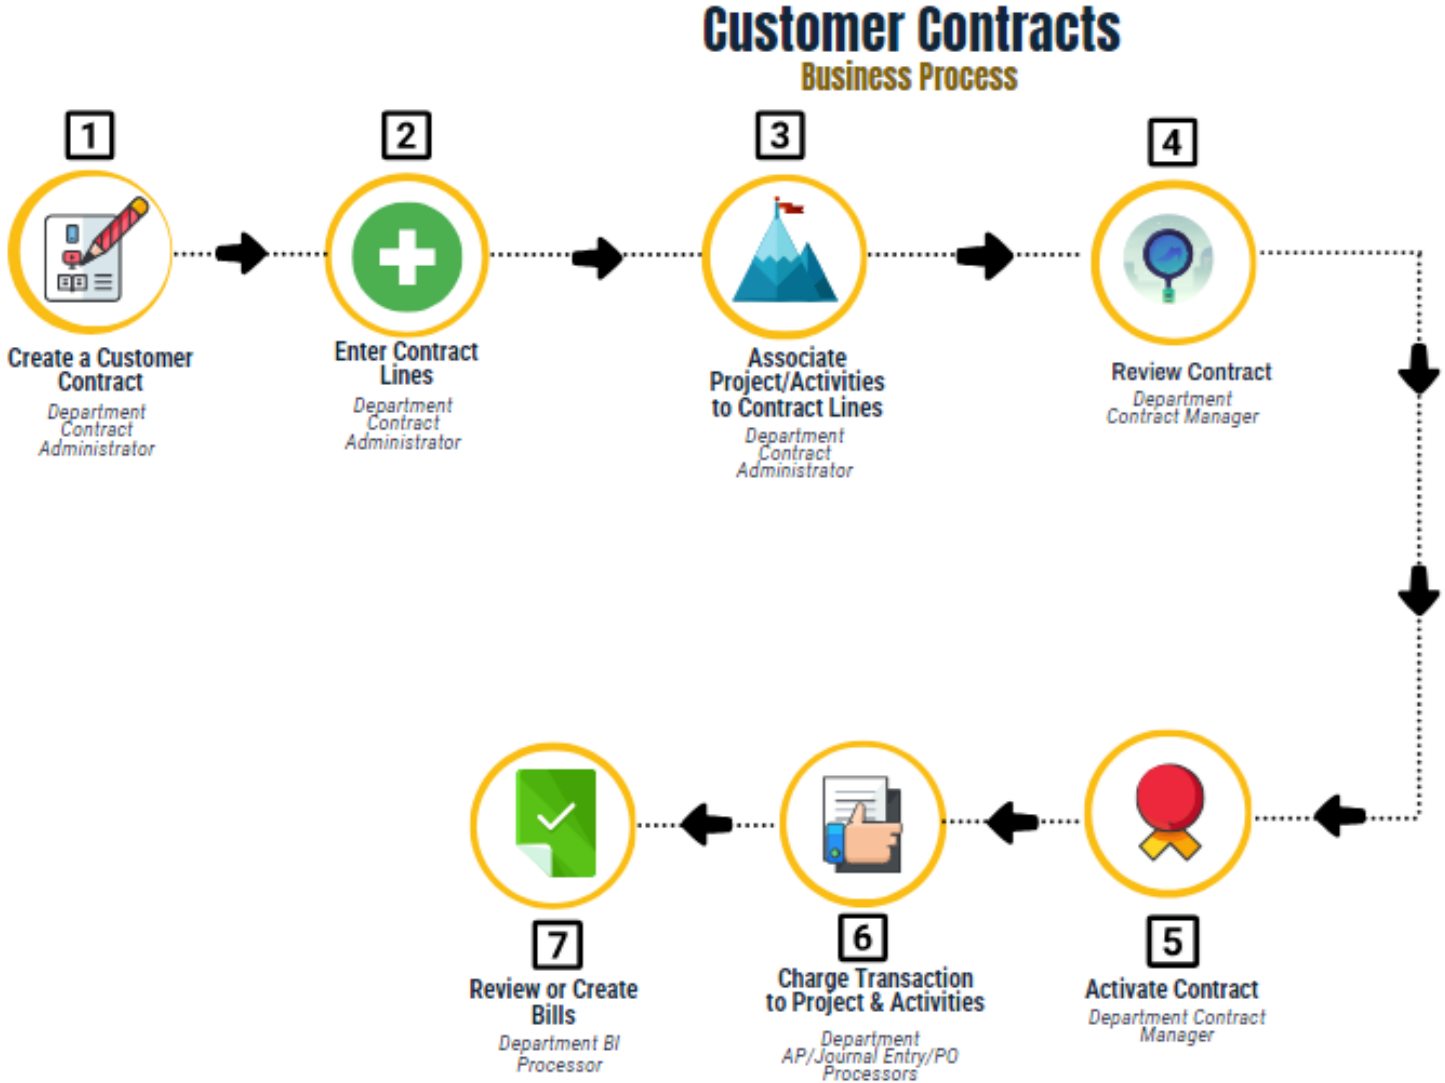 Customer Contracts
Business Process
1
Create a Customer
Contract
Department
Contract
Administrator
2
Enter Contract
Lines
Department
Contract
Administrator
3
Associate
Project/Activities
to Contract Lines
Department
Contract
Administrator
4
Review Contract
Department
Contract Manager
5
Activate Contract
Department Contract
Manager
6
Charge Transaction
to Project & Activities
Department
AP/Journal Entry/PO
Processors
7
Review or Create
Bills
Department BI
Processor